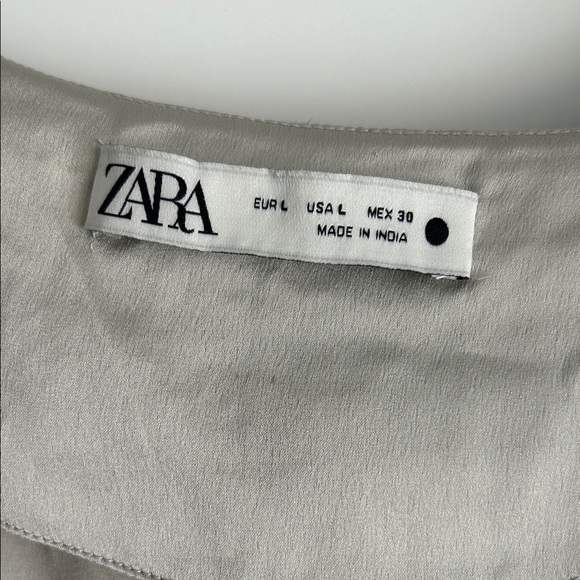 ZARA
EUR L USA L MEX 30
MADE IN INDIA